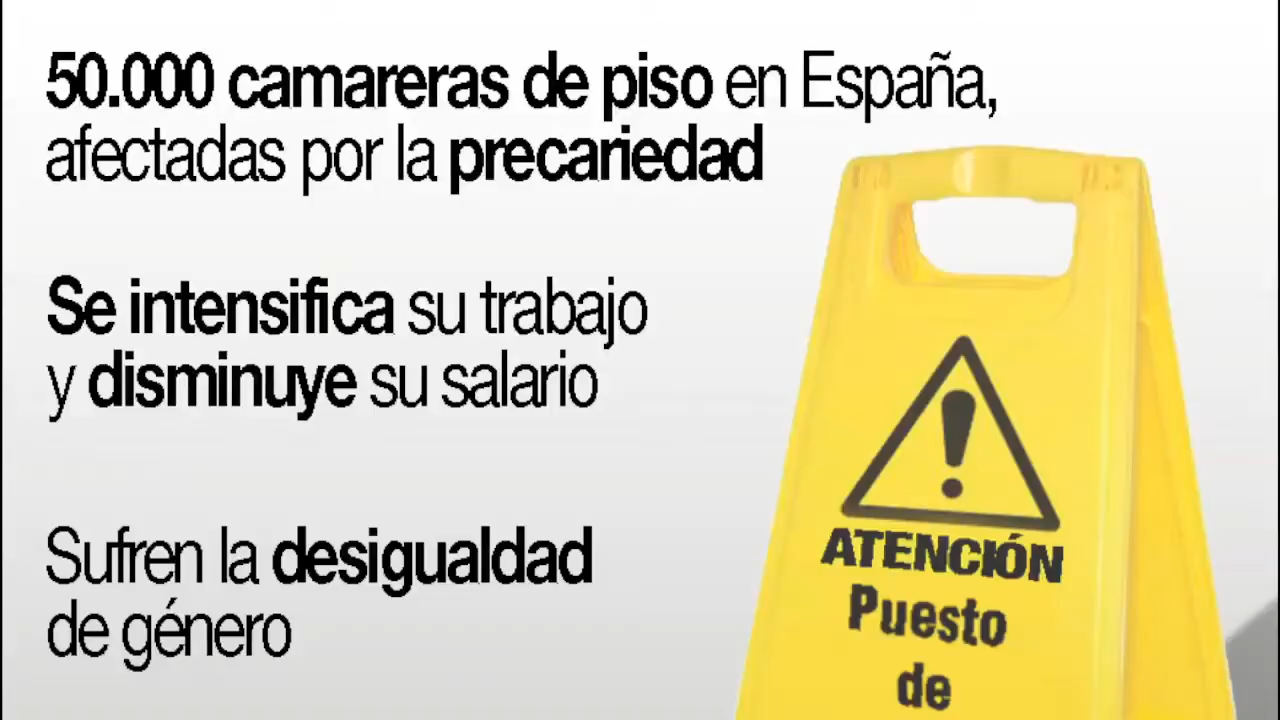 50.000 camareras de piso en España,
afectadas por la precariedad
Se intensifica su trabajo
y disminuye su salario
Sufren la desigualdad
de género
ATENCIÓN
Puesto
de